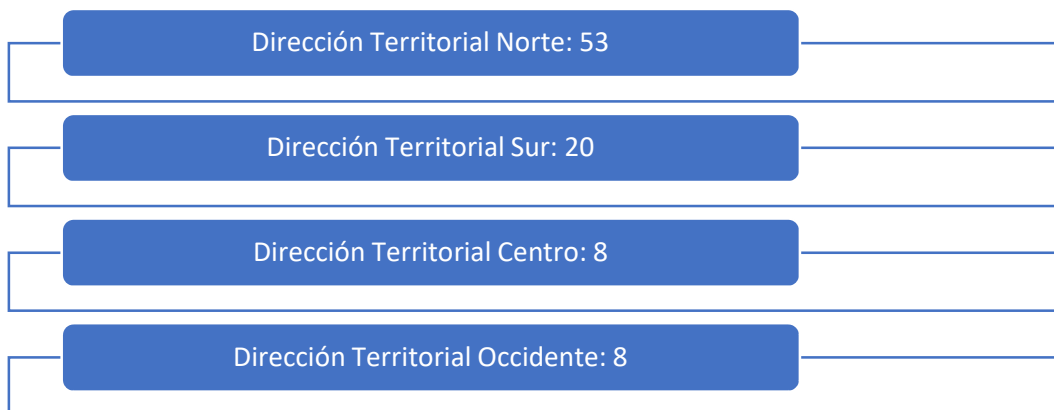 Dirección Territorial Norte: 53
Dirección Territorial Sur: 20
Dirección Territorial Centro: 8
Dirección Territorial Occidente: 8